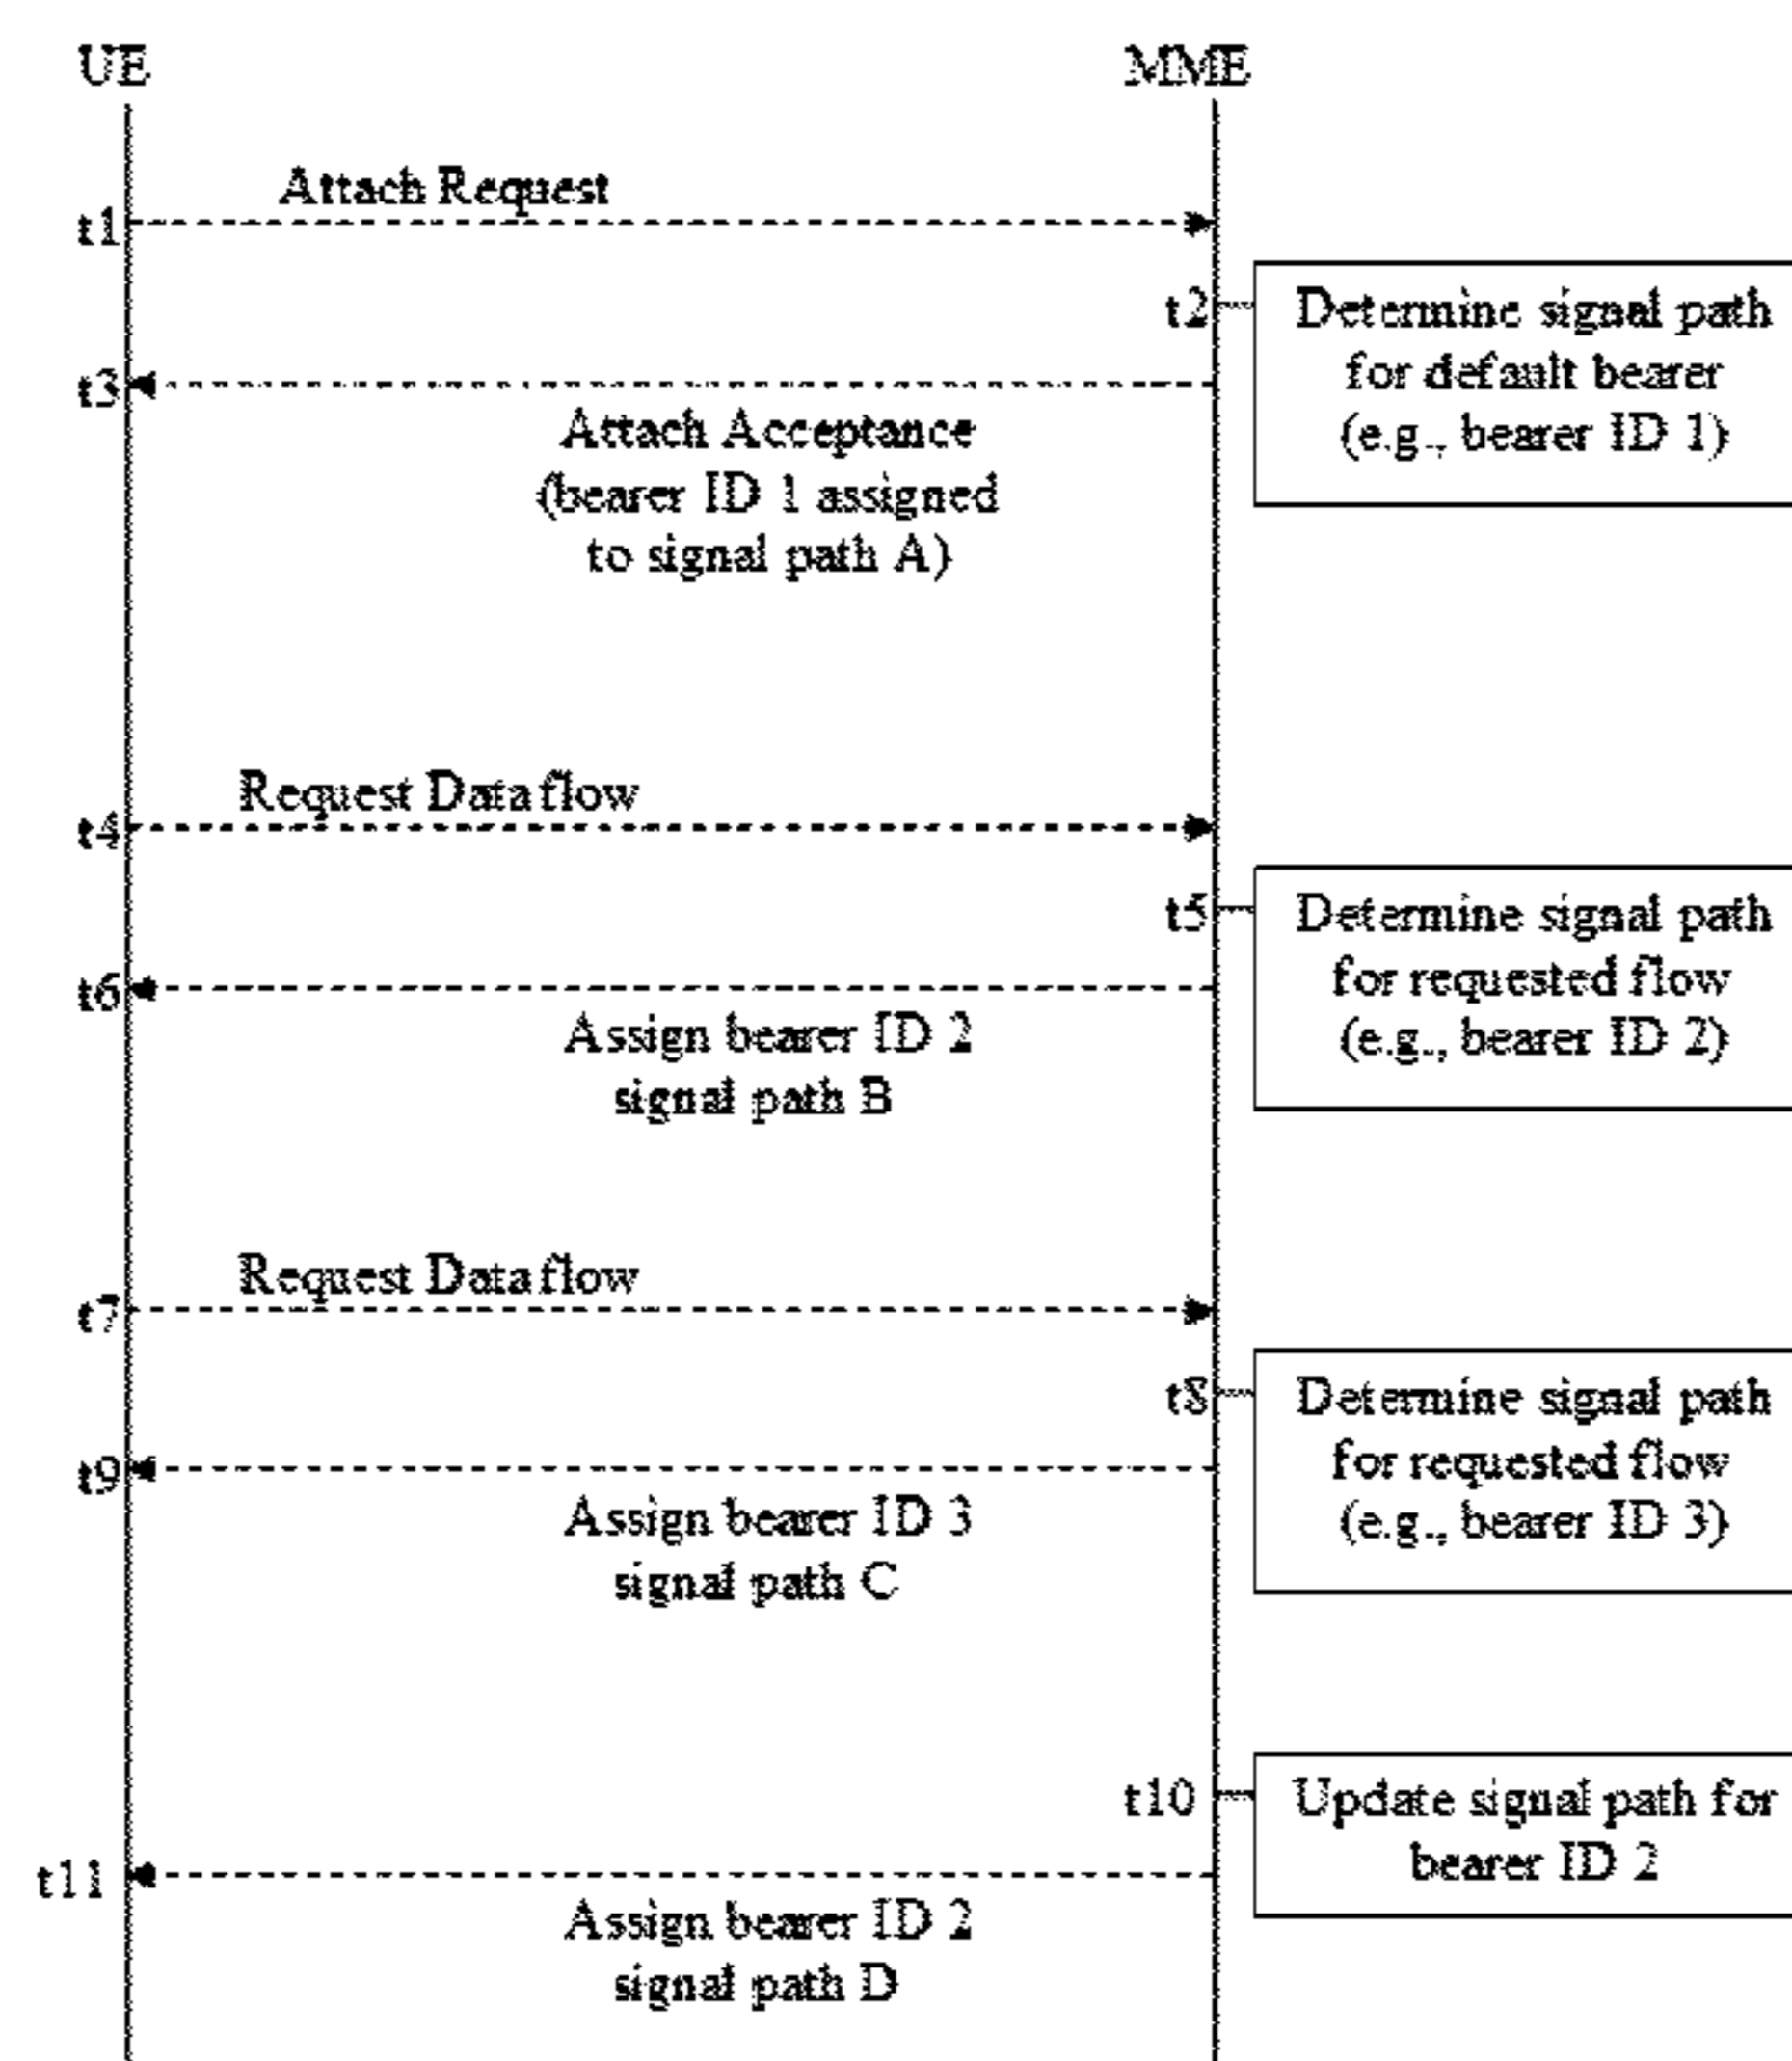 UE
MME
Attach Request
t1
t2
Determine signal path
for default bearer
(e.g., bearer ID 1)
t3
Attach Acceptance
(bearer ID 1 assigned
to signal path A)
Request Dataflow
t4
t5
Determine signal path
for requested flow
(e.g., bearer ID 2)
t6
Assign bearer ID 2
signal path B
Request Dataflow
t7
t8
Determine signal path
for requested flow
(e.g., bearer ID 3)
t9
Assign bearer ID 3
signal path C
t10
Update signal path for
bearer ID 2
t11
Assign bearer ID 2
signal path D